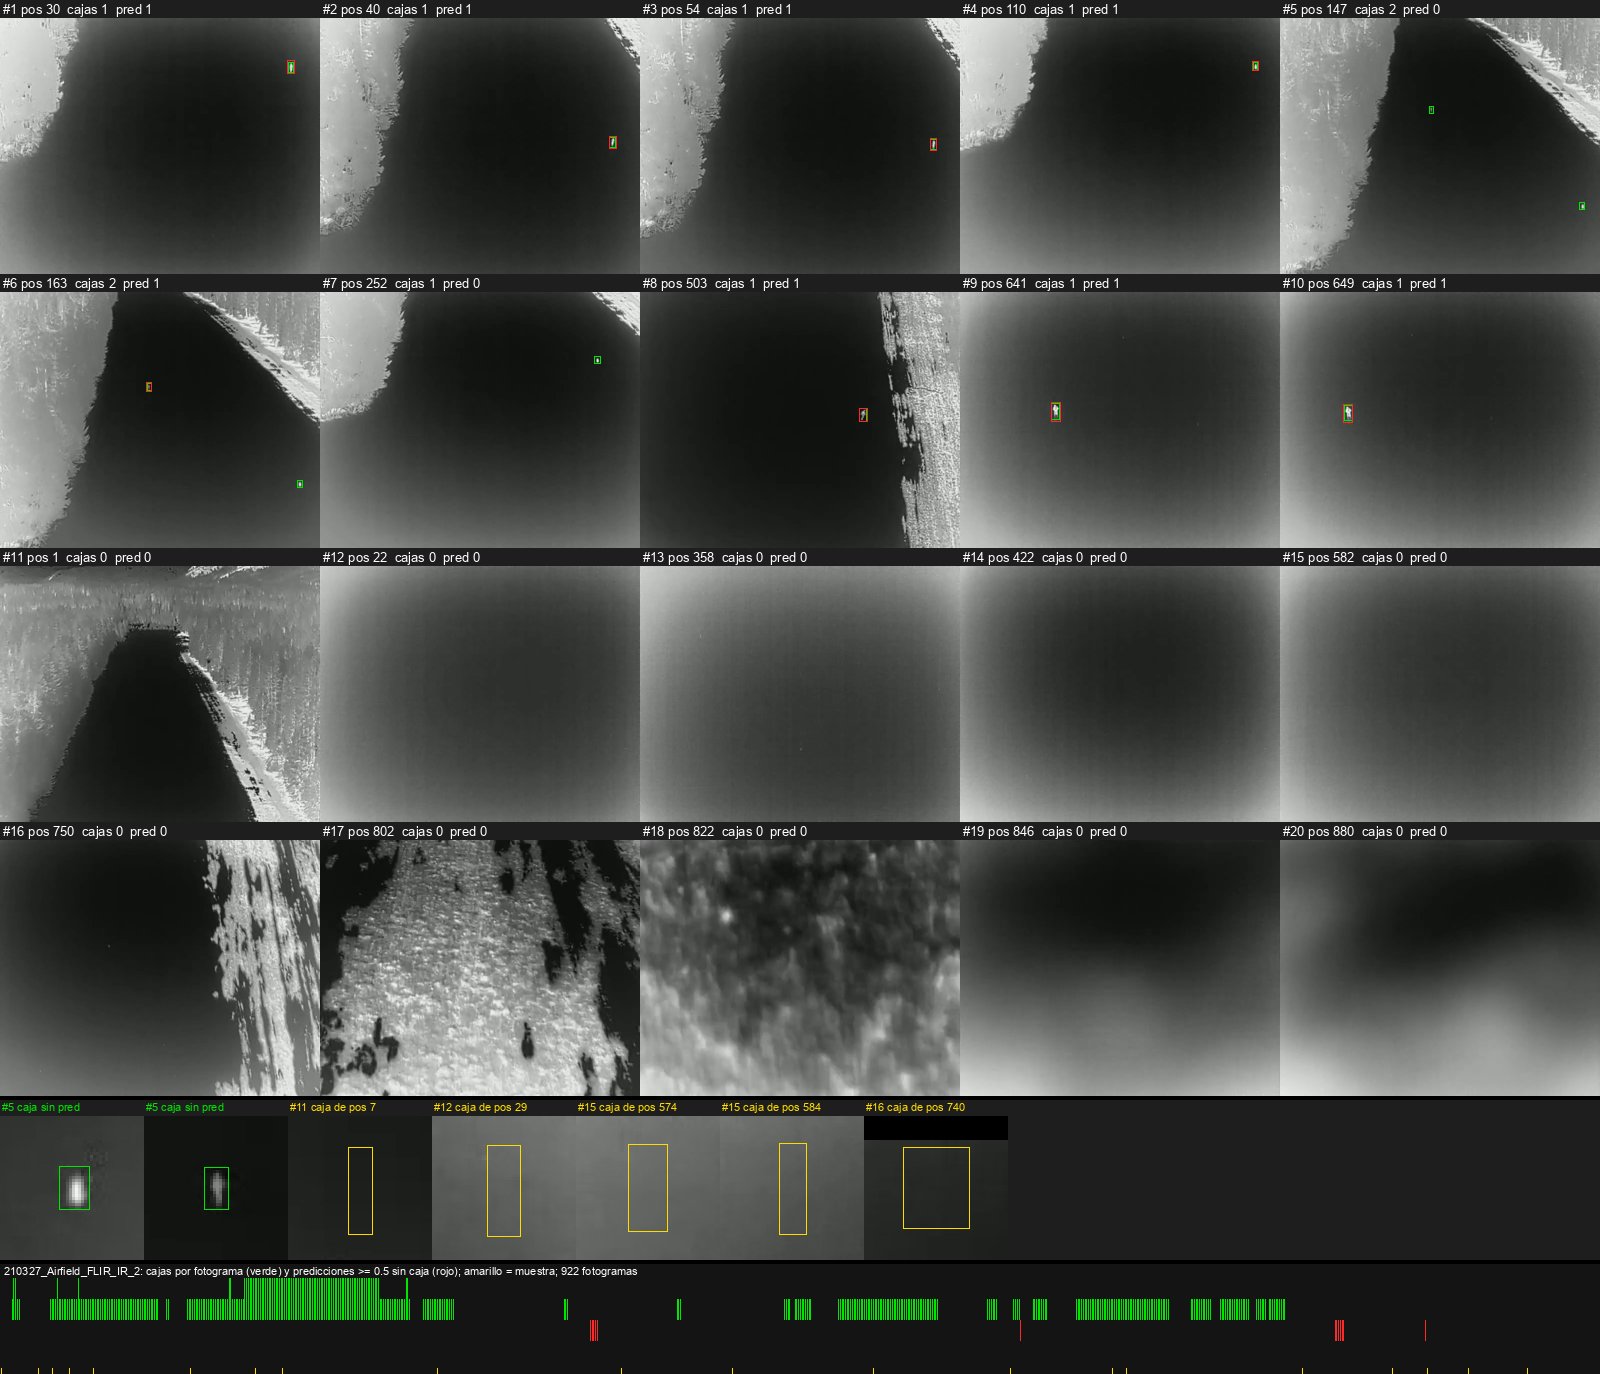 #1 pos 30 cajas 1 pred 1
#2 pos 40 cajas 1 pred 1
#3 pos 54 cajas 1 pred 1
#4 pos 110 cajas 1 pred 1
#5 pos 147 cajas 2 pred 0
#6 pos 163 cajas 2 pred 1
#7 pos 252 cajas 1 pred 0
#8 pos 503 cajas 1 pred 1
#9 pos 641 cajas 1 pred 1
#10 pos 649 cajas 1 pred 1
#11 pos 1 cajas 0 pred 0
#12 pos 22 cajas 0 pred 0
#13 pos 358 cajas 0 pred 0
#14 pos 422 cajas 0 pred 0
#15 pos 582 cajas 0 pred 0
#16 pos 750 cajas 0 pred 0
#17 pos 802 cajas 0 pred 0
#18 pos 822 cajas 0 pred 0
#19 pos 846 cajas 0 pred 0
#20 pos 880 cajas 0 pred 0
#5 caja sin pred
#5 caja sin pred
#11 caja de pos 7
#12 caja de pos 29
#15 caja de pos 574
#15 caja de pos 584
#16 caja de pos 740
210327_Airfield_FLIR_IR_2: cajas por fotograma (verde) y predicciones >= 0.5 sin caja (rojo); amarillo = muestra; 922 fotogramas